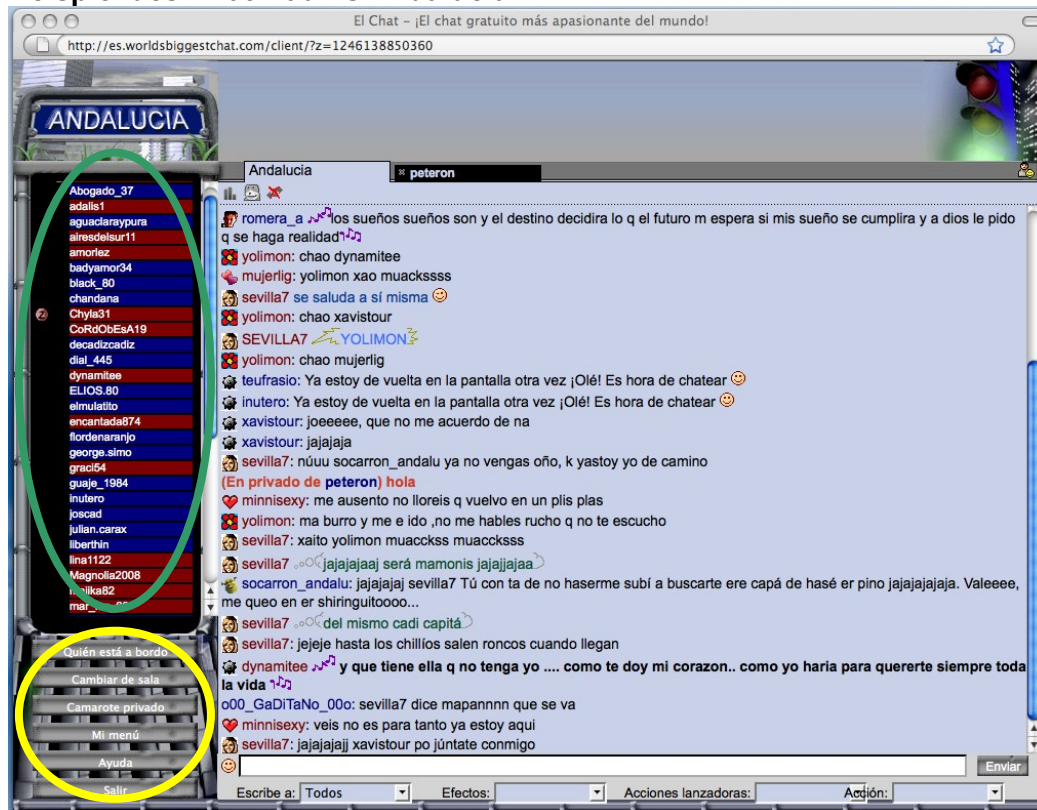 El Chat – ¡El chat gratuito más apasionante del mundo!
http://es.worldsbiggestchat.com/client/?z=1246138850360
ANDALUCIA
Andalucia
peteron
Abogado_37
adalis1
aguaclaraypura
airesdelsur11
amorlez
badyamor34
black_80
chandana
Chyla31
CoRdObEsA19
decadizcadiz
dial_445
dynamitee
ELIOS.80
elmulatito
encantada874
flordenaranjo
george.simo
graci54
guaje_1984
inutero
joscad
julian.carax
liberthin
lina1122
Magnolia2008
Quién está a bordo
Cambiar de sala
Camarote privado
Mi menú
Ayuda
Salir
romera_a los sueños sueños son y el destino decidira lo q el futuro m espera si mis sueño se cumplira y a dios le pido
q se haga realidad
yolimon: chao dynamitee
mujerlig: yolimon xao muackssss
sevilla7 se saluda a sí misma
yolimon: chao xavistour
SEVILLA7 YOLIMON
yolimon: chao mujerlig
teufrasio: Ya estoy de vuelta en la pantalla otra vez ¡Olé! Es hora de chatear
inutero: Ya estoy de vuelta en la pantalla otra vez ¡Olé! Es hora de chatear
xavistour: joeeeee, que no me acuerdo de na
xavistour: jajajaja
sevilla7: núuu socarron_andalu ya no vengas oño, k yastoy yo de camino
(En privado de peteron) hola
minnisexy: me ausento no lloreis q vuelvo en un plis plas
yolimon: ma burro y me e ido ,no me hables rucho q no te escucho
sevilla7: xaito yolimon muacckss muaccksss
sevilla7 jajajajaaj será mamonis jajajjajaa
socarron_andalu: jajajajaj sevilla7 Tú con ta de no haserme subí a buscarte ere capá de hasé er pino jajajajajaja. Valeeee,
me queo en er shiringuitoooo...
sevilla7 del mismo cadi capitá
sevilla7: jejeje hasta los chillíos salen roncos cuando llegan
dynamitee y que tiene ella q no tenga yo .... como te doy mi corazon.. como yo haria para quererte siempre toda
la vida
o00_GaDiTaNo_00o: sevilla7 dice mapannnn que se va
minnisexy: veis no es para tanto ya estoy aqui
sevilla7: jajajajajj xavistour po júntate conmigo
Enviar
Escribe a: Todos Efectos: Acciones lanzadoras: Acción: